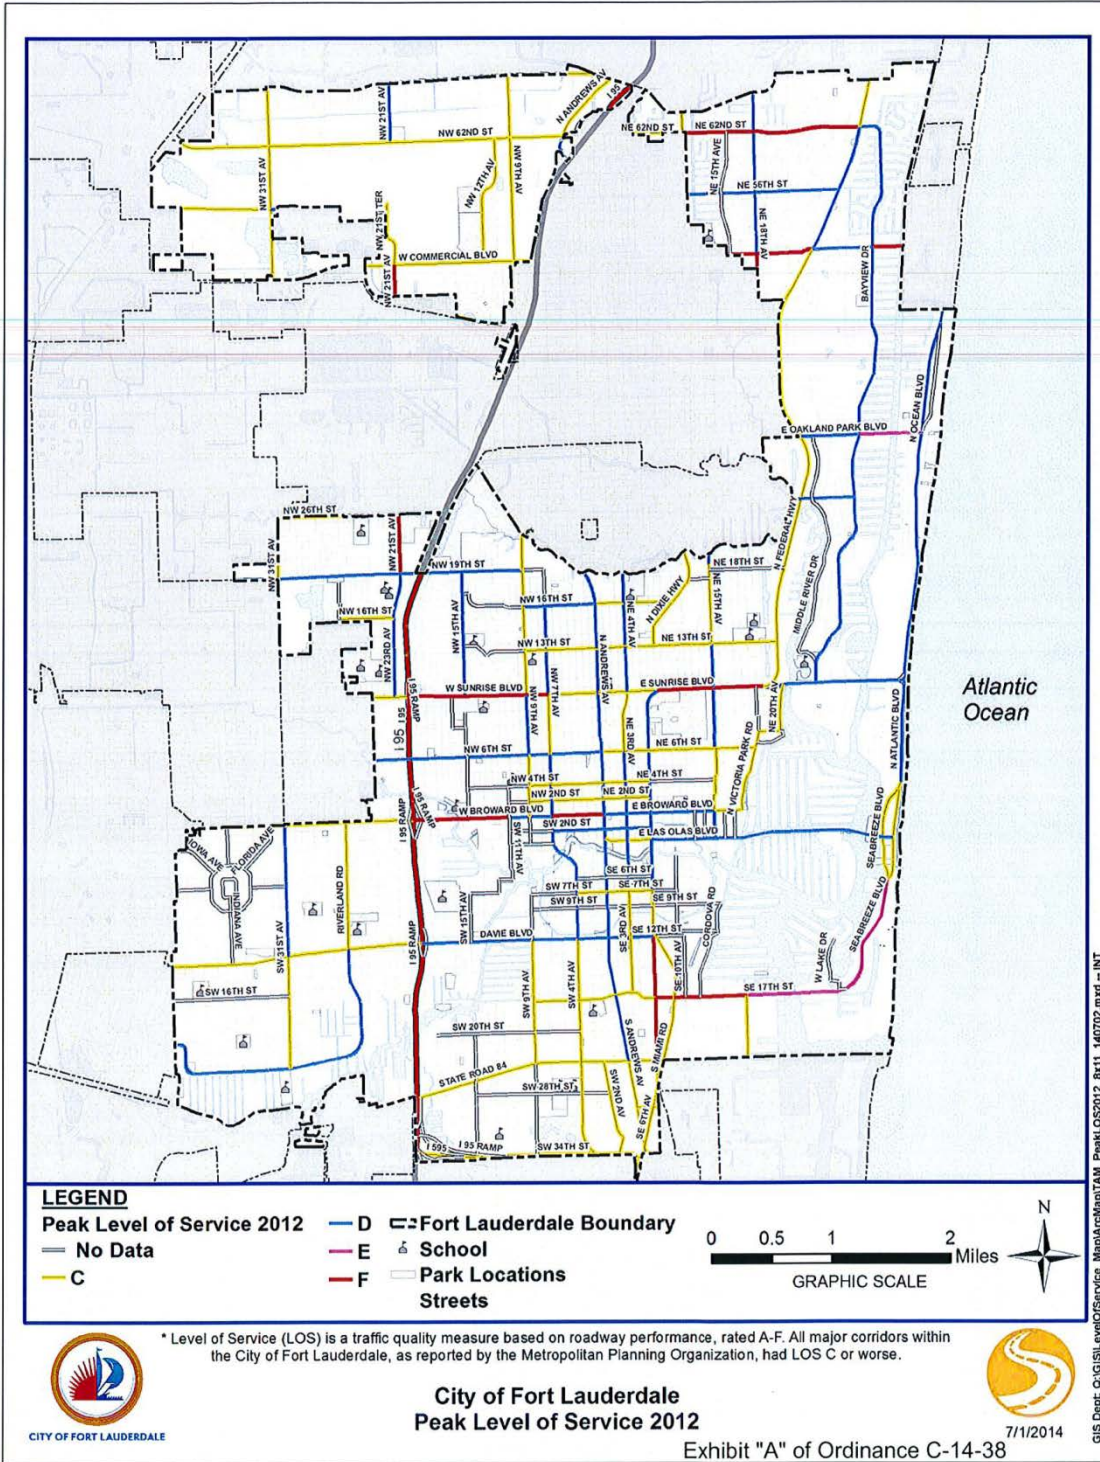 N ANDREWS AV
I 95
NW 21ST AV
NW 62ND ST
NE 62ND ST
NE 62ND ST
NW 31ST AV
NW 12TH AV
NW 9TH AV
NE 15TH AVE
NE 56TH ST
NE 18TH AV
NW 21ST TER
W COMMERCIAL BLVD
NW 21ST AV
BAYVIEW DR
N OCEAN BLVD
E OAKLAND PARK BLVD
NW 26TH ST
NW 21ST AV
N FEDERAL HWY
NW 31ST AV
NW 19TH ST
NE 18TH ST
NW 16TH ST
NW 16TH ST
NW 15TH AV
N DIXIE HWY
NE 15TH AV
MIDDLE RIVER DR
NE 4TH AV
N ANDREWS AV
NW 13TH ST
NE 13TH ST
NW 23RD AV
W SUNRISE BLVD
E SUNRISE BLVD
NW 7TH AV
NW 9TH AV
I 95 RAMP
I 95
I 95
NE 20TH AV
Atlantic
Ocean
NE 3RD AV
NW 6TH ST
NE 6TH ST
N VICTORIA PARK RD
N ATLANTIC BLVD
NW 4TH ST
NE 4TH ST
NW 2ND ST
NE 2ND ST
I 95 RAMP
I 95 RAMP
W BROWARD BLVD
E BROWARD BLVD
SW 2ND ST
E LAS OLAS BLVD
SEABREEZE BLVD
IOWA AVE
FLORIDA AVE
INDIANA AVE
RIVERLAND RD
SW 11TH AV
SE 6TH ST
SW 7TH ST
SE 7TH ST
SW 9TH ST
SE 9TH ST
SW 15TH AV
CORDOVA RD
SEABREEZE BLVD
SW 31ST AV
I 95 RAMP
DAVIE BLVD
SE 3RD AV
SE 12TH ST
SE 10TH AV
W LAKE DR
SW 16TH ST
SW 9TH AV
SW 4TH AV
SE 17TH ST
SW 20TH ST
S ANDREWS AV
S MIAMI RD
STATE ROAD 84
SW 28TH ST
SW 2ND AV
SE 6TH AV
I 595
I 95 RAMP
SW 34TH ST
LEGEND
Peak Level of Service 2012
No Data
C
D
E
F
Fort Lauderdale Boundary
School
Park Locations
Streets
0 0.5 1 2
Miles
GRAPHIC SCALE
N
* Level of Service (LOS) is a traffic quality measure based on roadway performance, rated A-F. All major corridors within
the City of Fort Lauderdale, as reported by the Metropolitan Planning Organization, had LOS C or worse.
CITY OF FORT LAUDERDALE
City of Fort Lauderdale
Peak Level of Service 2012
7/1/2014
Exhibit "A" of Ordinance C-14-38